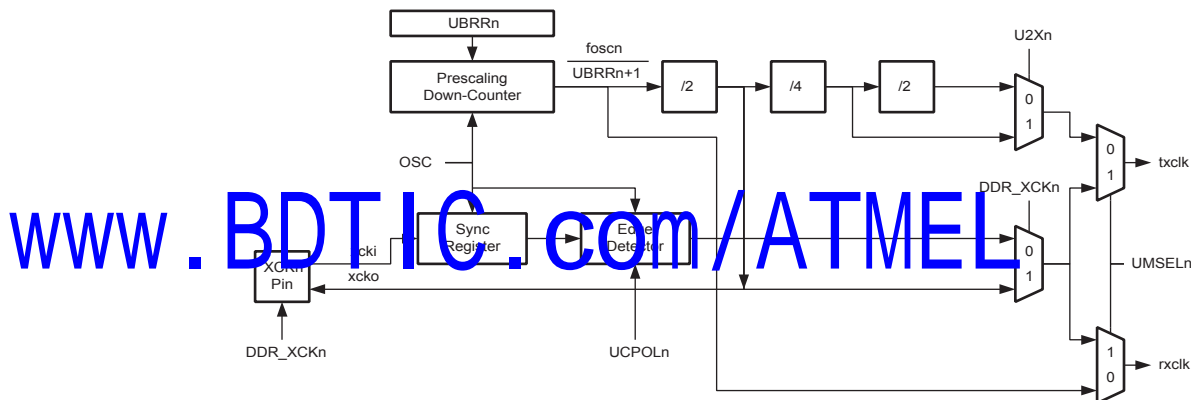 UBRRn
foscn
UBRRn+1
U2Xn
Prescaling
Down-Counter
/2
/4
/2
0
1
OSC
0
1
txclk
www.BDTIC.com/ATMEL
DDR_XCKn
Sync
Register
Edge
Detector
xcki
xcko
XCKn
Pin
0
1
UMSELn
DDR_XCKn
UCPOLn
1
0
rxclk